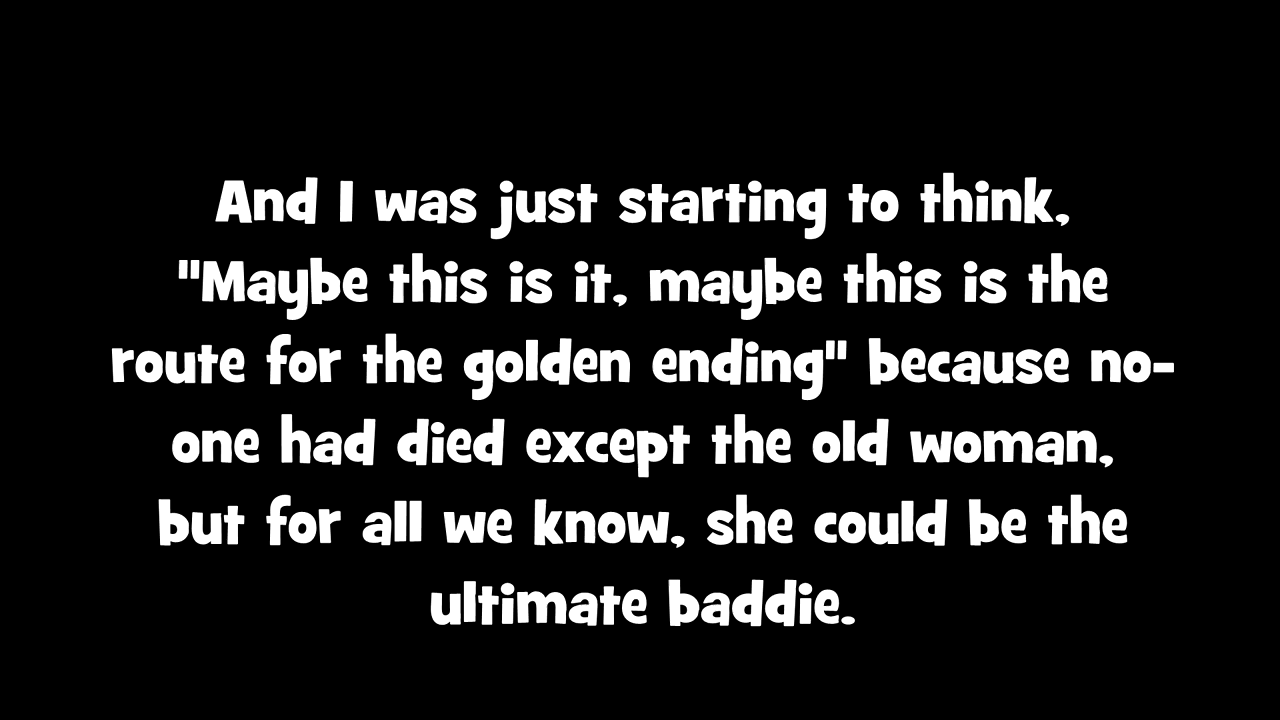 And I was just starting to think,
"Maybe this is it, maybe this is the
route for the golden ending" because no-
one had died except the old woman,
but for all we know, she could be the
ultimate baddie.